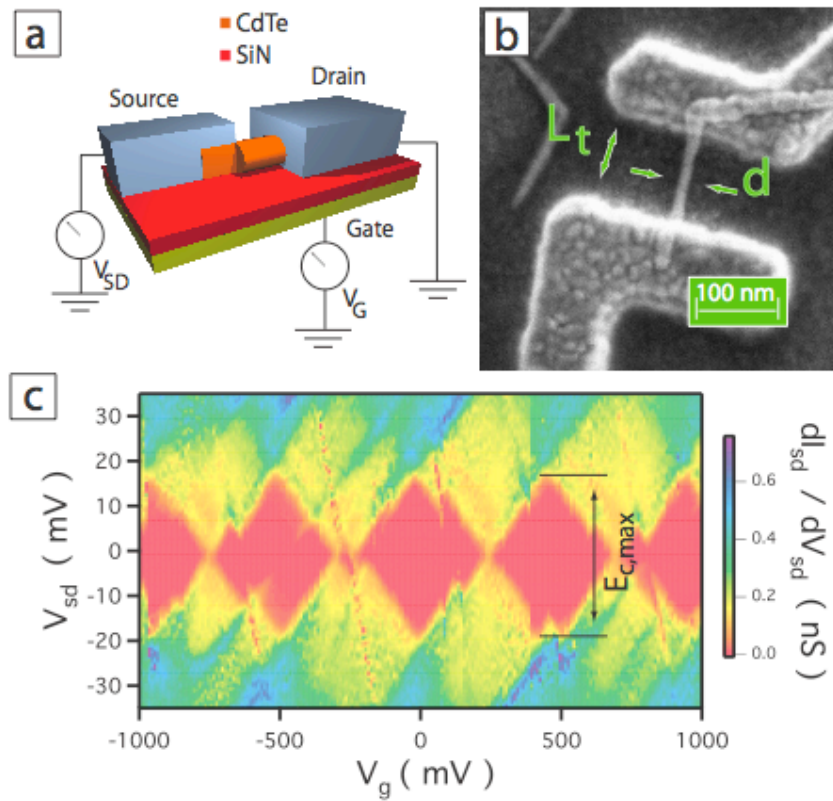 a
CdTe
SiN
Source
Drain
Gate
V_SD
V_G
b
L_t
d
100 nm
c
V_sd ( mV )
30
20
10
0
-10
-20
-30
E_c,max
-1000 -500 0 500 1000
V_g ( mV )
0.6
0.4
0.2
0.0
dI_sd / dV_sd ( nS )